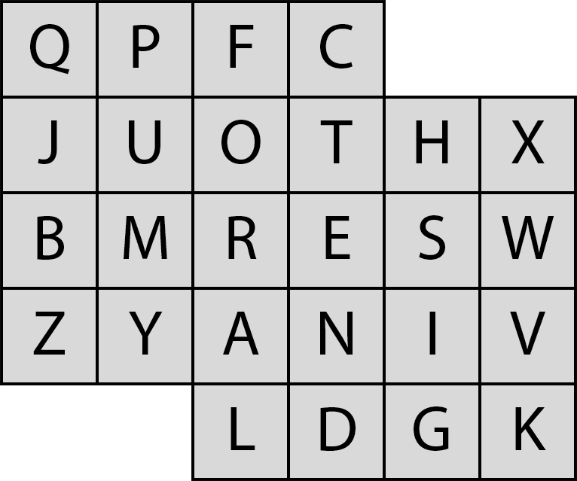 Q P F C
J U O T H X
B M R E S W
Z Y A N I V
L D G K